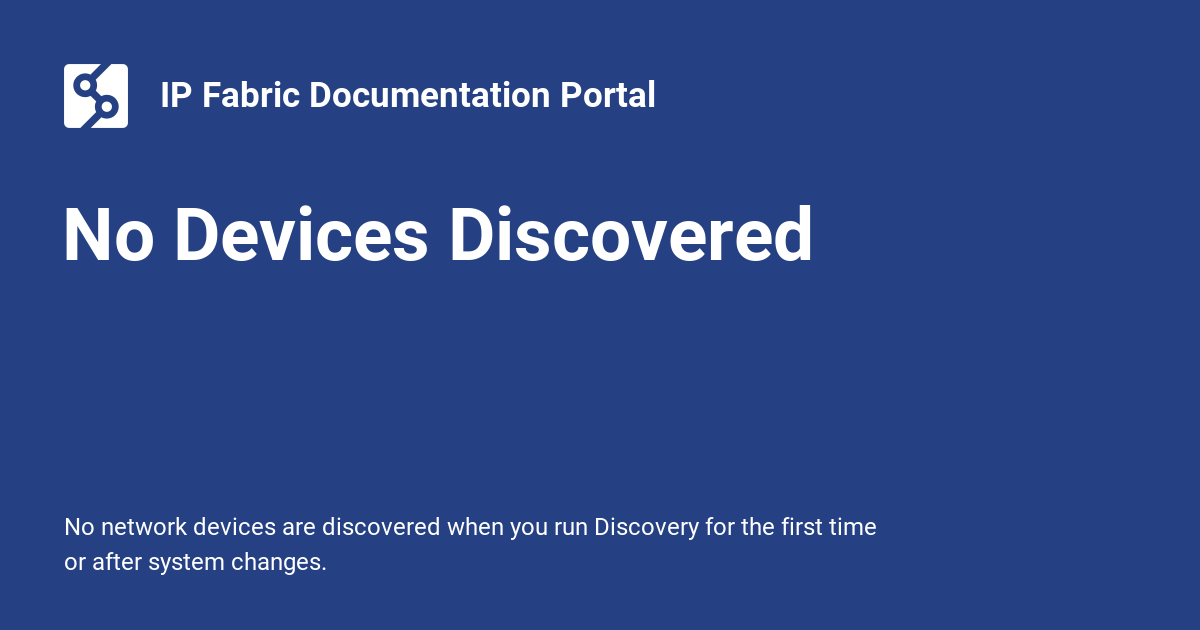 IP Fabric Documentation Portal
No Devices Discovered
No network devices are discovered when you run Discovery for the first time
or after system changes.